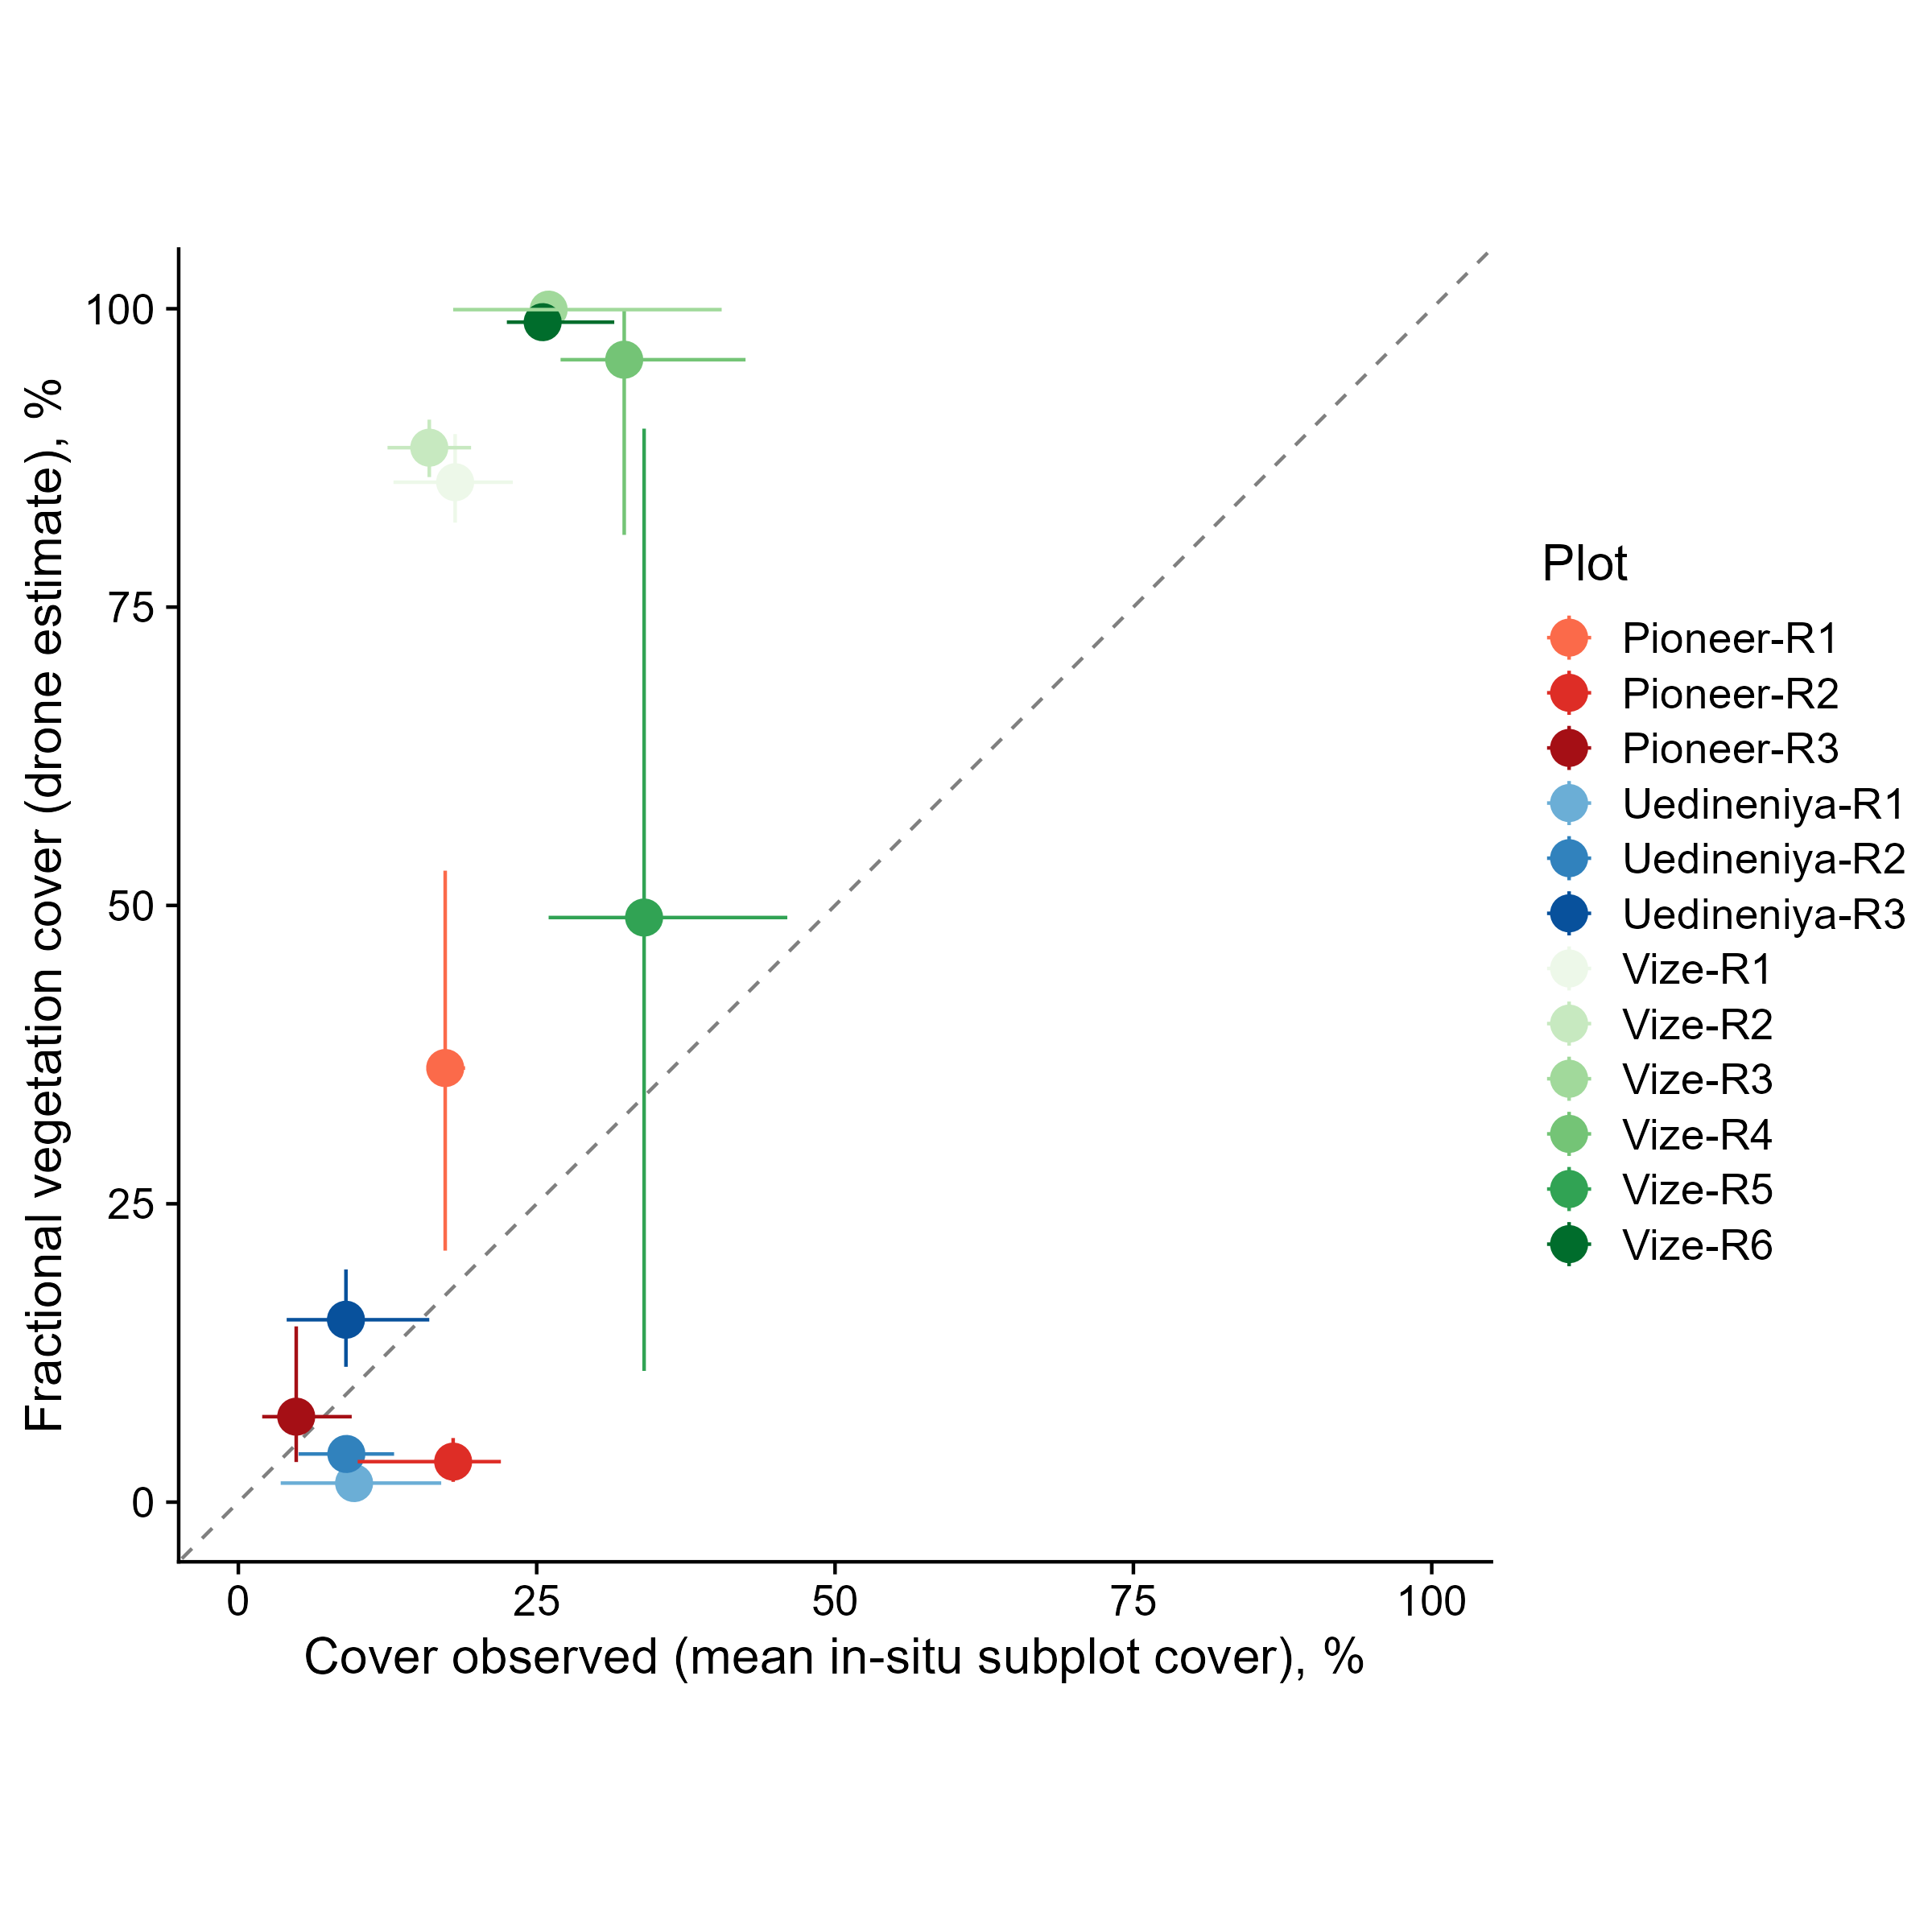 Fractional vegetation cover (drone estimate), %
100
75
50
25
0
0 25 50 75 100
Cover observed (mean in-situ subplot cover), %
Plot
Pioneer-R1
Pioneer-R2
Pioneer-R3
Uedineniya-R1
Uedineniya-R2
Uedineniya-R3
Vize-R1
Vize-R2
Vize-R3
Vize-R4
Vize-R5
Vize-R6